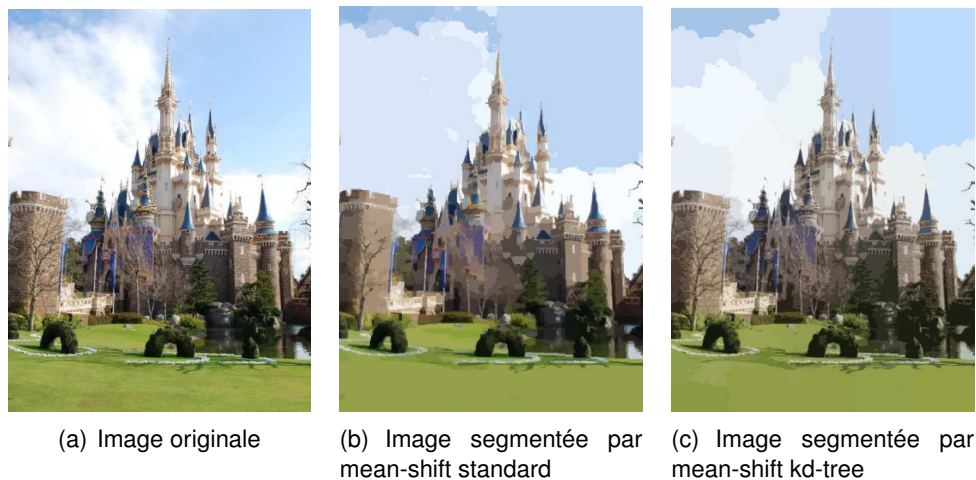 (a) Image originale
(b) Image segmentée par
mean-shift standard
(c) Image segmentée par
mean-shift kd-tree